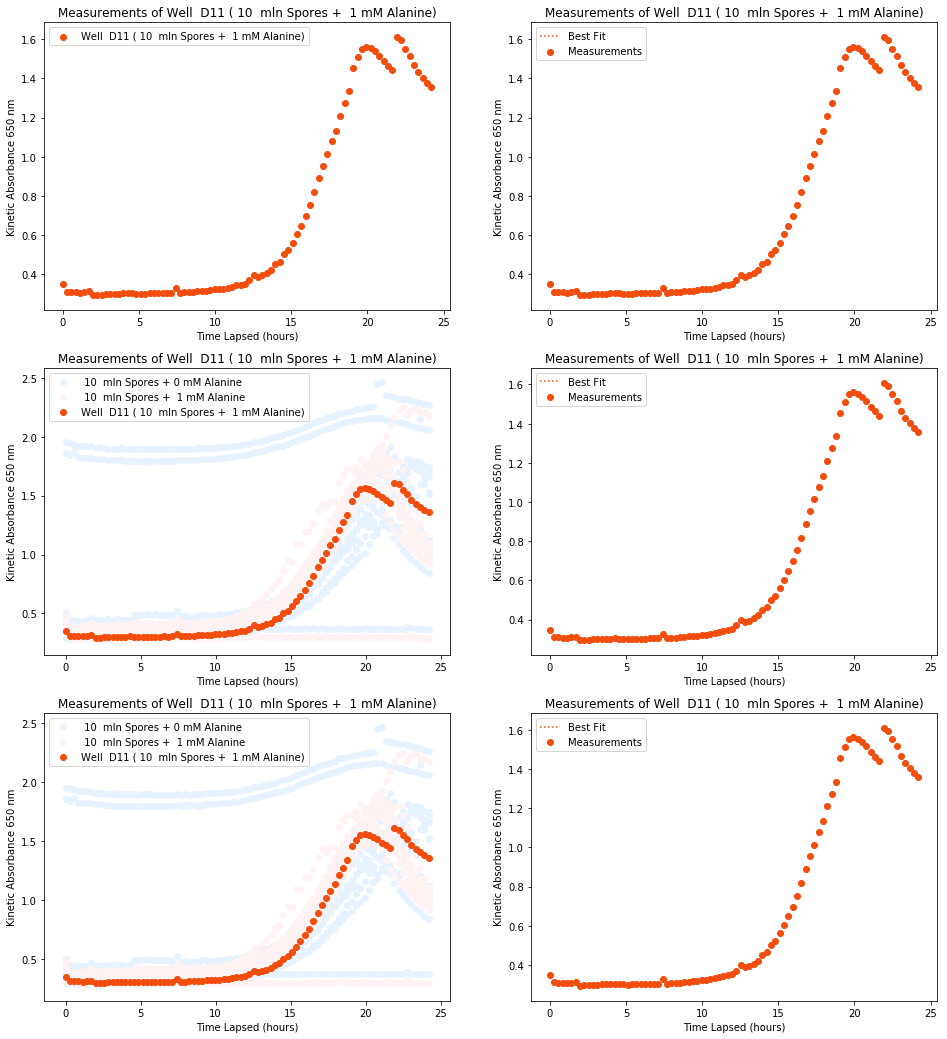 Measurements of Well  D11 ( 10  mln Spores +  1 mM Alanine)
Well  D11 ( 10  mln Spores +  1 mM Alanine)
1.6
1.4
1.2
1.0
0.8
0.6
0.4
Kinetic Absorbance 650 nm
0 5 10 15 20 25
Time Lapsed (hours)
Measurements of Well  D11 ( 10  mln Spores +  1 mM Alanine)
Best Fit
Measurements
1.6
1.4
1.2
1.0
0.8
0.6
0.4
Kinetic Absorbance 650 nm
0 5 10 15 20 25
Time Lapsed (hours)
Measurements of Well  D11 ( 10  mln Spores +  1 mM Alanine)
10  mln Spores + 0 mM Alanine
10  mln Spores +  1 mM Alanine
Well  D11 ( 10  mln Spores +  1 mM Alanine)
2.5
2.0
1.5
1.0
0.5
Kinetic Absorbance 650 nm
0 5 10 15 20 25
Time Lapsed (hours)
Measurements of Well  D11 ( 10  mln Spores +  1 mM Alanine)
Best Fit
Measurements
1.6
1.4
1.2
1.0
0.8
0.6
0.4
Kinetic Absorbance 650 nm
0 5 10 15 20 25
Time Lapsed (hours)
Measurements of Well  D11 ( 10  mln Spores +  1 mM Alanine)
10  mln Spores + 0 mM Alanine
10  mln Spores +  1 mM Alanine
Well  D11 ( 10  mln Spores +  1 mM Alanine)
2.5
2.0
1.5
1.0
0.5
Kinetic Absorbance 650 nm
0 5 10 15 20 25
Time Lapsed (hours)
Measurements of Well  D11 ( 10  mln Spores +  1 mM Alanine)
Best Fit
Measurements
1.6
1.4
1.2
1.0
0.8
0.6
0.4
Kinetic Absorbance 650 nm
0 5 10 15 20 25
Time Lapsed (hours)